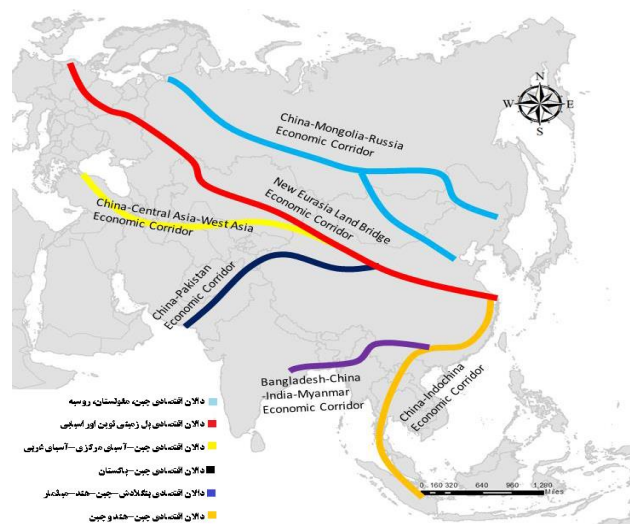 N
W
E
S
China-Mongolia-Russia
Economic Corridor
New Eurasia Land Bridge
Economic Corridor
China-Central Asia-West Asia
Economic Corridor
China-Pakistan
Economic Corridor
Bangladesh-China
-India-Myanmar
Economic Corridor
China-Indochina
Economic Corridor
0 160 320 640 960 1,280
Miles
دالان اقتصادی چین، مغولستان، روسیه
دالان اقتصادی پل زمینی نوین اوراسیایی
دالان اقتصادی چین–آسیای مرکزی–آسیای غربی
دالان اقتصادی چین–پاکستان
دالان اقتصادی بنگلادش–چین–هند–میانمار
دالان اقتصادی چین–هندوچین